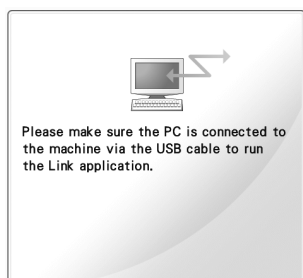 Please make sure the PC is connected to
the machine via the USB cable to run
the Link application.